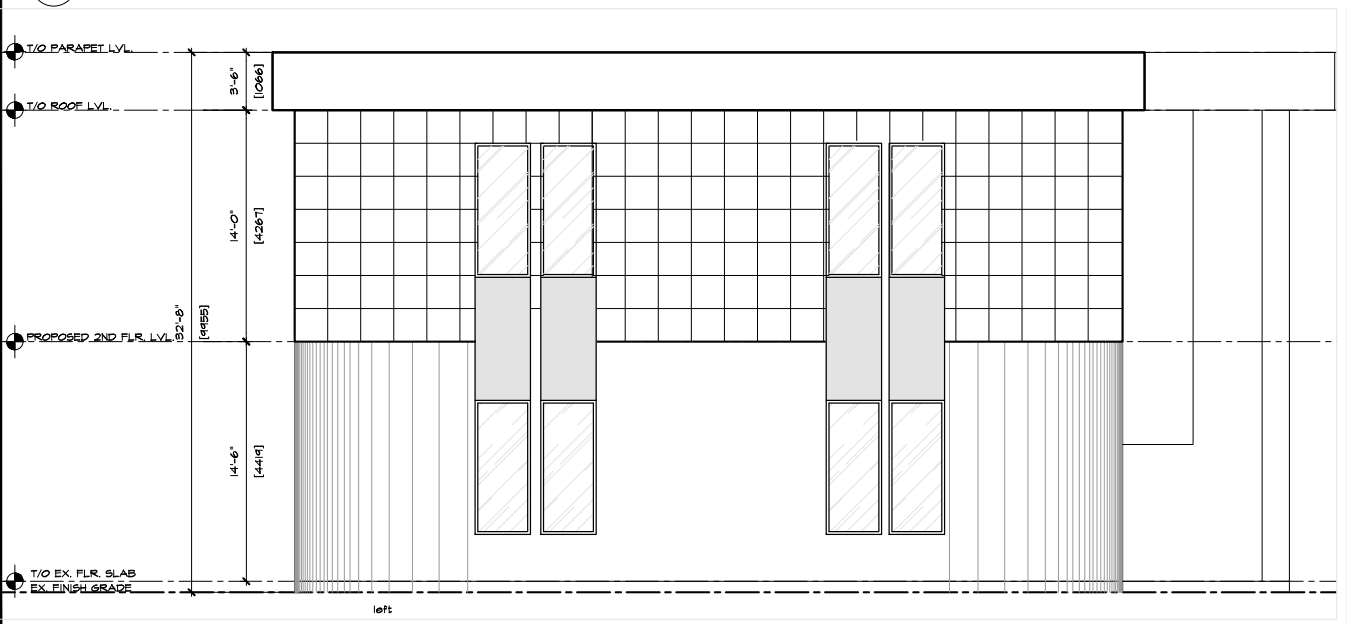 T/O PARAPET LVL.
3'-6"
[1066]
T/O ROOF LVL.
14'-0"
[4267]
32'-8"
[9955]
PROPOSED 2ND FLR. LVL.
14'-6"
[4419]
T/O EX. FLR. SLAB
EX. FINISH GRADE
left